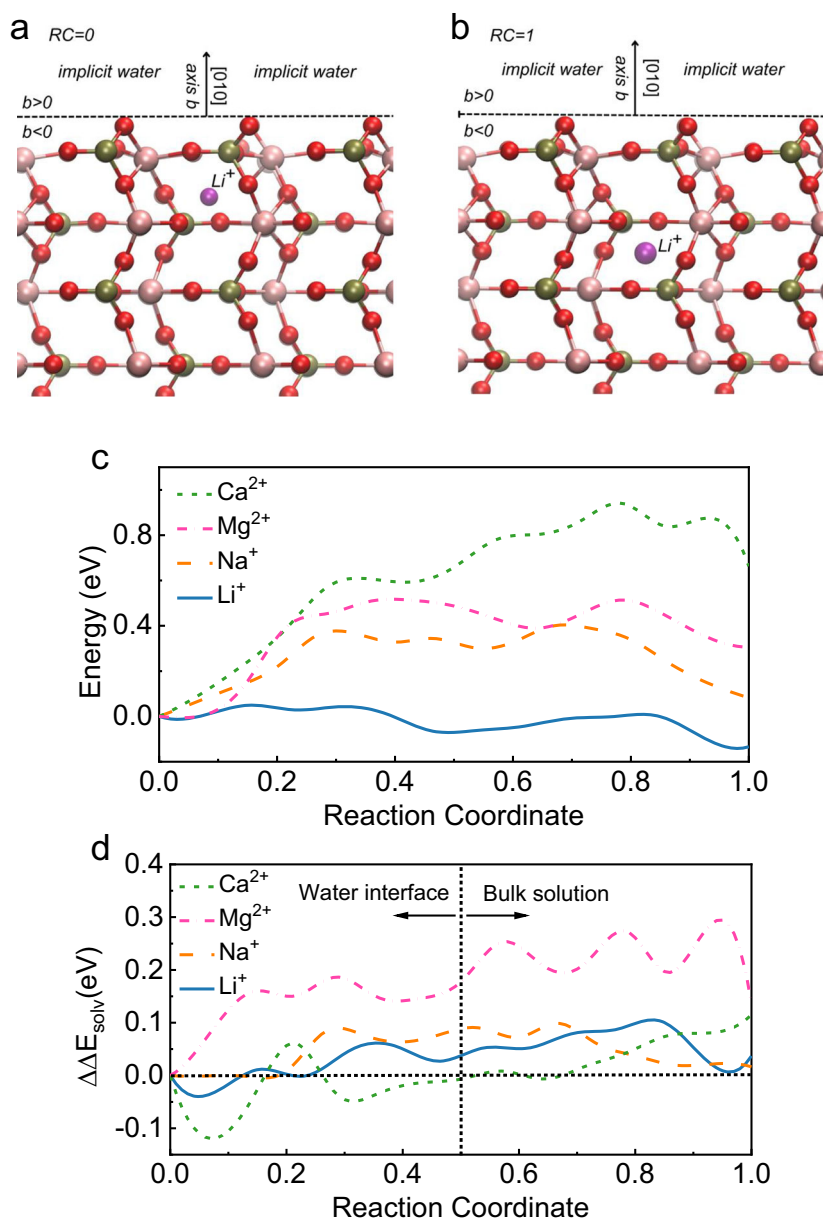 a
RC=0
implicit water
axis b
[010]
implicit water
b>0
b<0
Li+
b
RC=1
implicit water
axis b
[010]
implicit water
b>0
b<0
Li+
c
Energy (eV)
0.8
0.4
0.0
Ca2+
Mg2+
Na+
Li+
0.0 0.2 0.4 0.6 0.8 1.0
Reaction Coordinate
d
ΔΔEsolv(eV)
0.4
0.3
0.2
0.1
0.0
-0.1
Ca2+
Mg2+
Na+
Li+
Water interface
Bulk solution
0.0 0.2 0.4 0.6 0.8 1.0
Reaction Coordinate